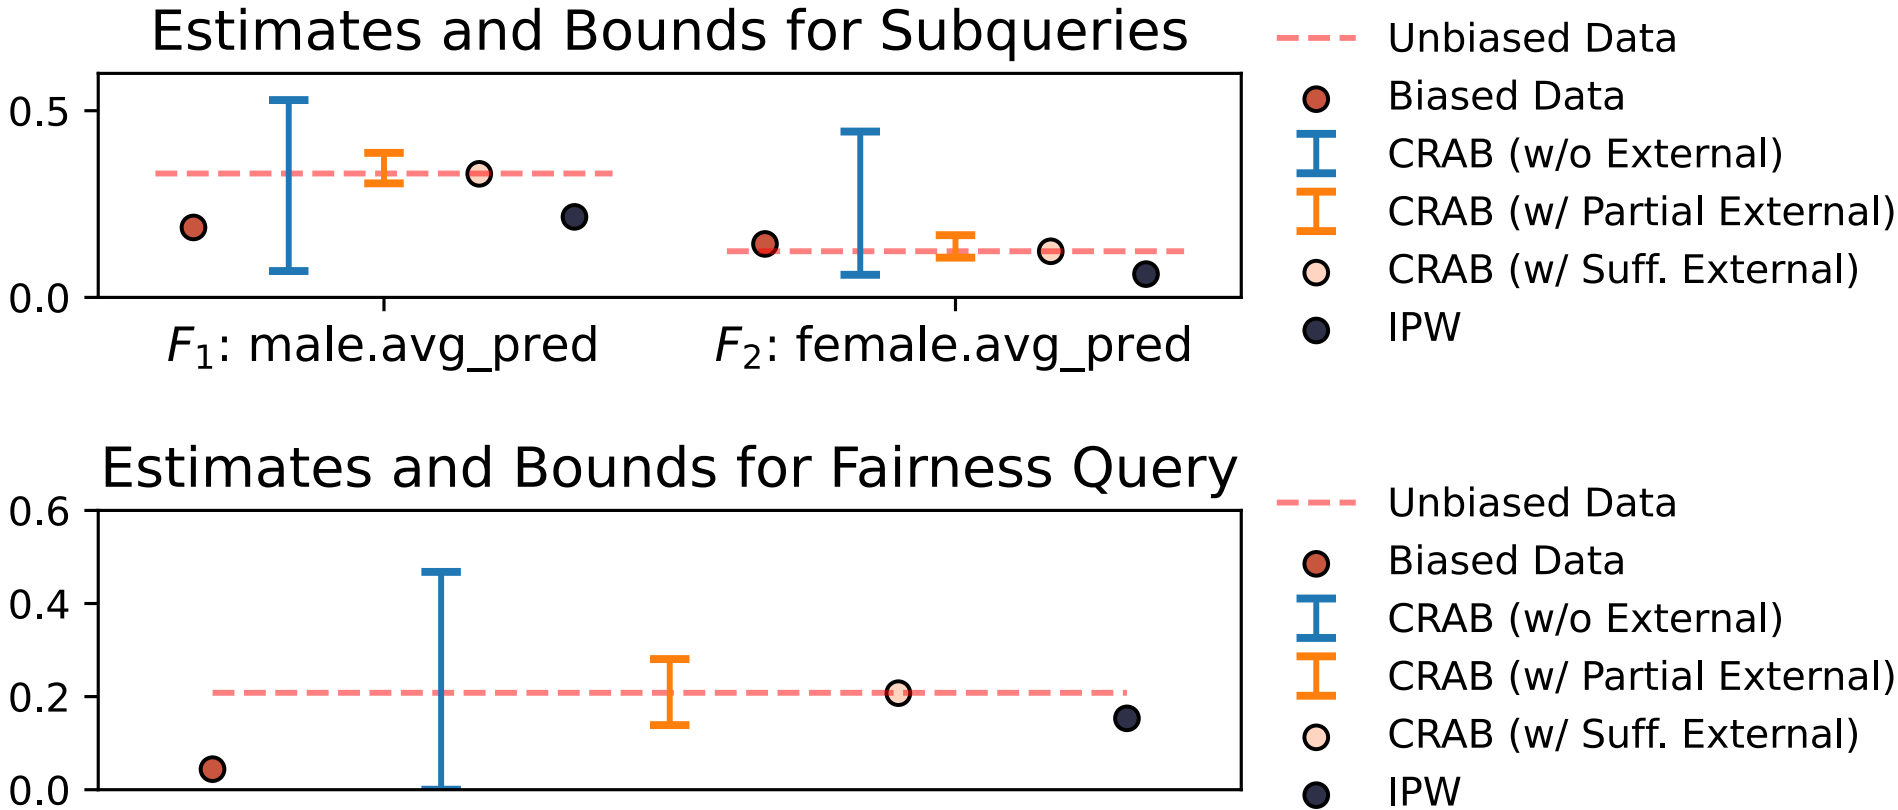 Estimates and Bounds for Subqueries
0.5
0.0
F₁: male.avg_pred
F₂: female.avg_pred
Unbiased Data
Biased Data
CRAB (w/o External)
CRAB (w/ Partial External)
CRAB (w/ Suff. External)
IPW
Estimates and Bounds for Fairness Query
0.6
0.4
0.2
0.0
Unbiased Data
Biased Data
CRAB (w/o External)
CRAB (w/ Partial External)
CRAB (w/ Suff. External)
IPW